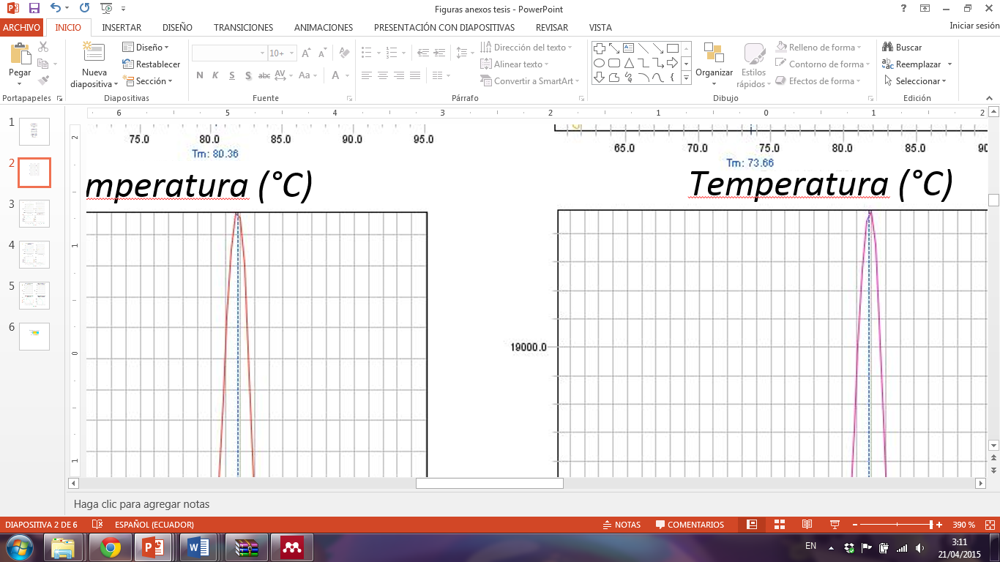 Figuras anexos tesis - PowerPoint
?
ARCHIVO INICIO INSERTAR DISEÑO TRANSICIONES ANIMACIONES PRESENTACIÓN CON DIAPOSITIVAS REVISAR VISTA Iniciar sesión
Pegar
Nueva diapositiva
Diseño
Restablecer
Sección
10+
N K S S abc AV Aa A
Dirección del texto
Alinear texto
Convertir a SmartArt
Organizar
Estilos rápidos
Relleno de forma
Contorno de forma
Efectos de forma
Buscar
Reemplazar
Seleccionar
Portapapeles Diapositivas Fuente Párrafo Dibujo Edición
6 5 4 3 2 1 0 1 2
1
2
3
4
5
6
2
1
0
1
75.0 80.0 85.0 90.0 95.0
Tm: 80.36
mperatura (°C)
65.0 70.0 75.0 80.0 85.0 90
Tm: 73.66
Temperatura (°C)
19000.0
Haga clic para agregar notas
DIAPOSITIVA 2 DE 6 ESPAÑOL (ECUADOR) NOTAS COMENTARIOS 390 %
EN
3:11
21/04/2015